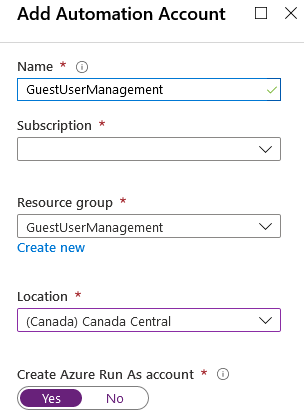 Add Automation Account
Name *
GuestUserManagement
Subscription *
Resource group *
GuestUserManagement
Create new
Location *
(Canada) Canada Central
Create Azure Run As account *
Yes No